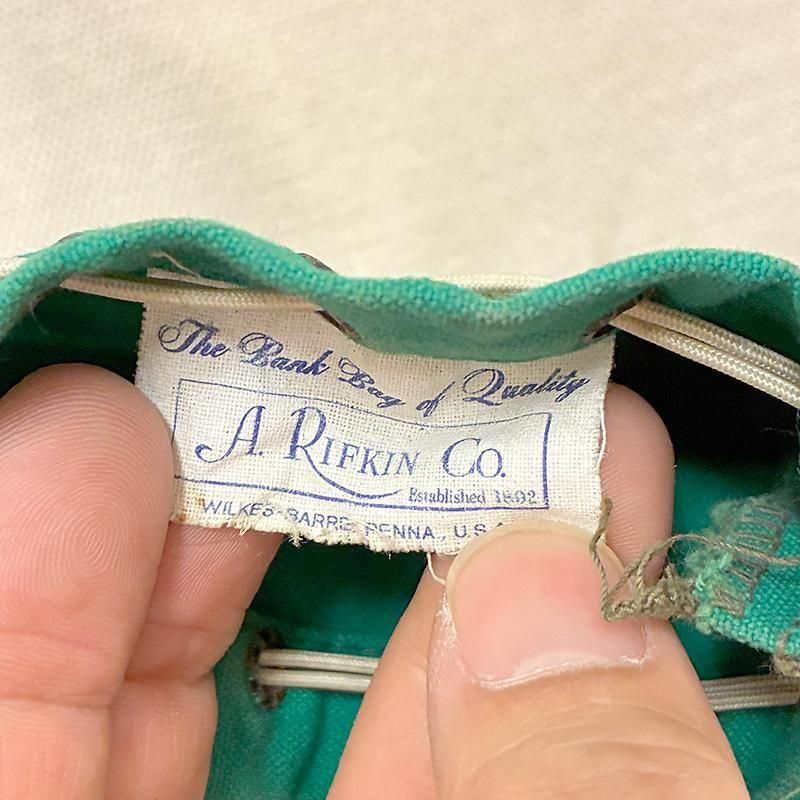 The Bank Bag of Quality
A. RIFKIN CO.
Established 1892
WILKES-BARRE, PENNA., U.S.A.